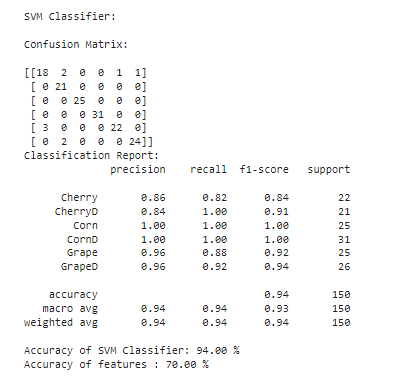 SVM Classifier:
Confusion Matrix:
[[18 2 0 0 1 1]
[ 0 21 0 0 0 0]
[ 0 0 25 0 0 0]
[ 0 0 0 31 0 0]
[ 3 0 0 0 22 0]
[ 0 2 0 0 0 24]]
Classification Report:
precision recall f1-score support
Cherry 0.86 0.82 0.84 22
CherryD 0.84 1.00 0.91 21
Corn 1.00 1.00 1.00 25
CornD 1.00 1.00 1.00 31
Grape 0.96 0.88 0.92 25
GrapeD 0.96 0.92 0.94 26
accuracy 0.94 150
macro avg 0.94 0.94 0.93 150
weighted avg 0.94 0.94 0.94 150
Accuracy of SVM Classifier: 94.00 %
Accuracy of features : 70.00 %